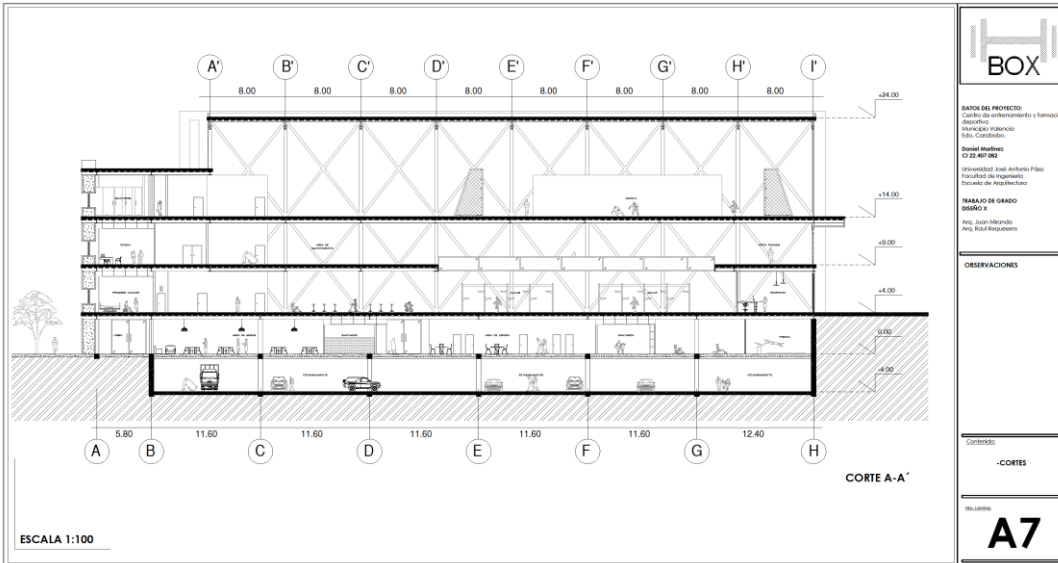 A' B' C' D' E' F' G' H' I'
8.00 8.00 8.00 8.00 8.00 8.00 8.00 8.00
+24.00
+14.00
+9.00
+4.00
0.00
-4.00
ESTACIONAMIENTO
5.80 11.60 11.60 11.60 11.60 11.60 12.40
A B C D E F G H
CORTE A-A´
ESCALA 1:100
BOX
DATOS DEL PROYECTO:
Centro de entrenamiento y formació
deportiva
Municipio Valencia
Edo. Carabobo.
Daniel Martínez
CI 22.407.082
Universidad José Antonio Páez
Facultad de Ingeniería
Escuela de Arquitectura
TRABAJO DE GRADO
DISEÑO X
Arq. Juan Miranda
Arq. Raul Requesens
OBSERVACIONES
Contenido:
-CORTES
A7